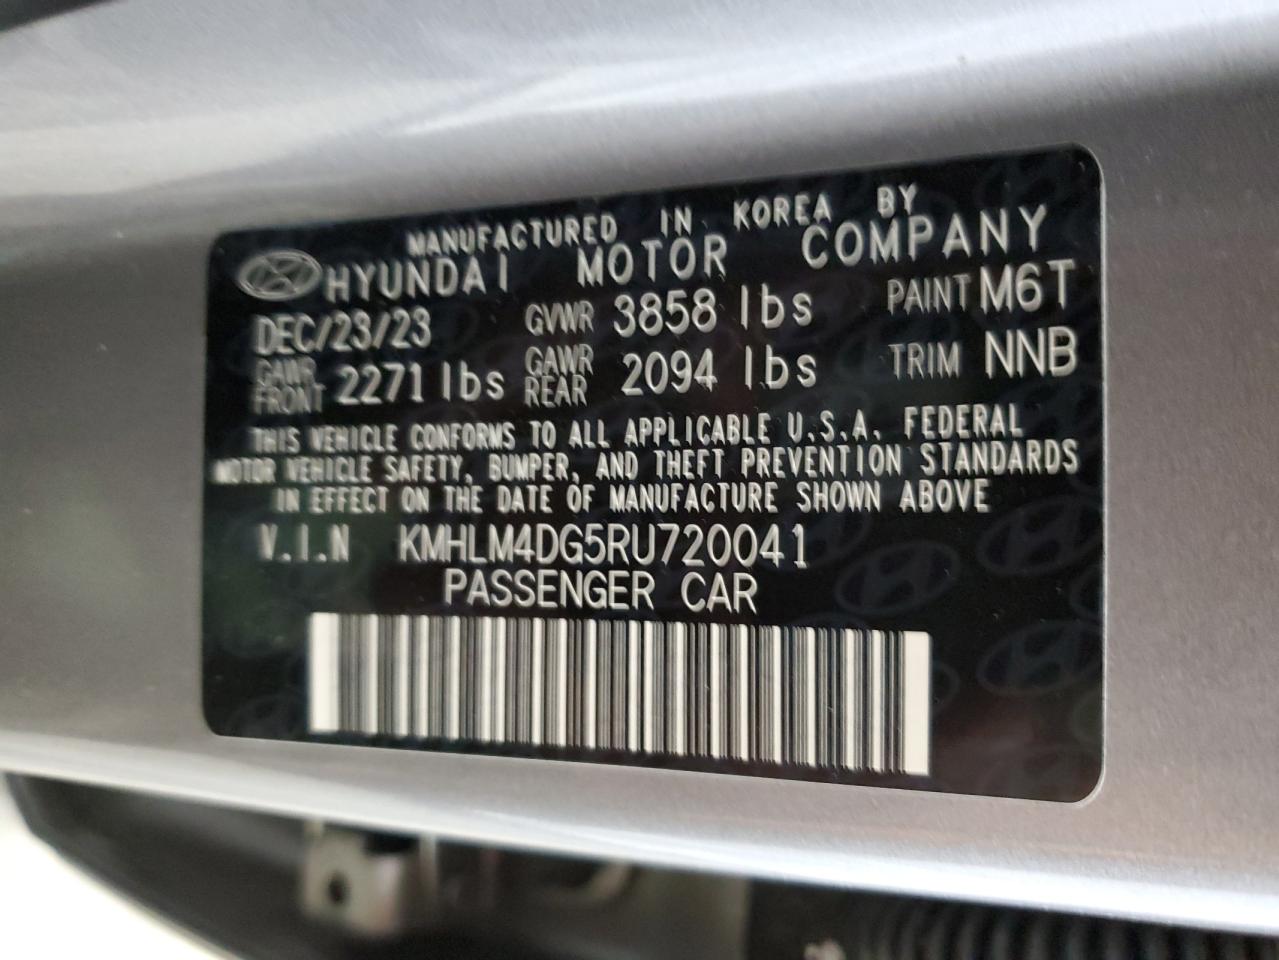 MANUFACTURED IN KOREA BY
HYUNDAI MOTOR COMPANY
DEC/23/23 GVWR 3858 lbs PAINT M6T
GAWR FRONT 2271 lbs GAWR REAR 2094 lbs TRIM NNB
THIS VEHICLE CONFORMS TO ALL APPLICABLE U.S.A. FEDERAL
MOTOR VEHICLE SAFETY, BUMPER, AND THEFT PREVENTION STANDARDS
IN EFFECT ON THE DATE OF MANUFACTURE SHOWN ABOVE
V.I.N KMHLM4DG5RU720041
PASSENGER CAR